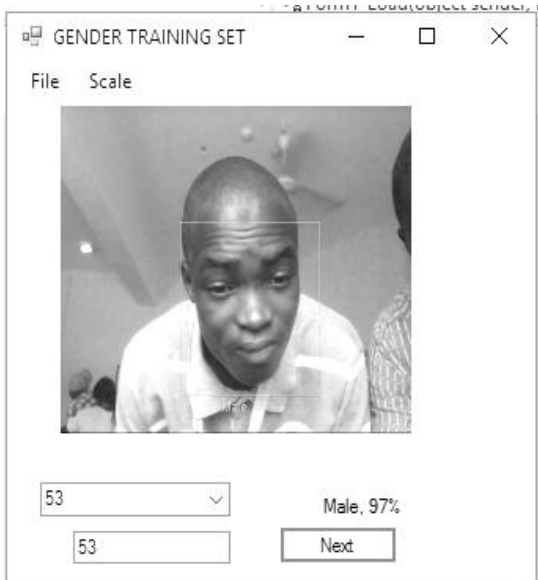 GENDER TRAINING SET
File Scale
53
Male, 97%
53
Next